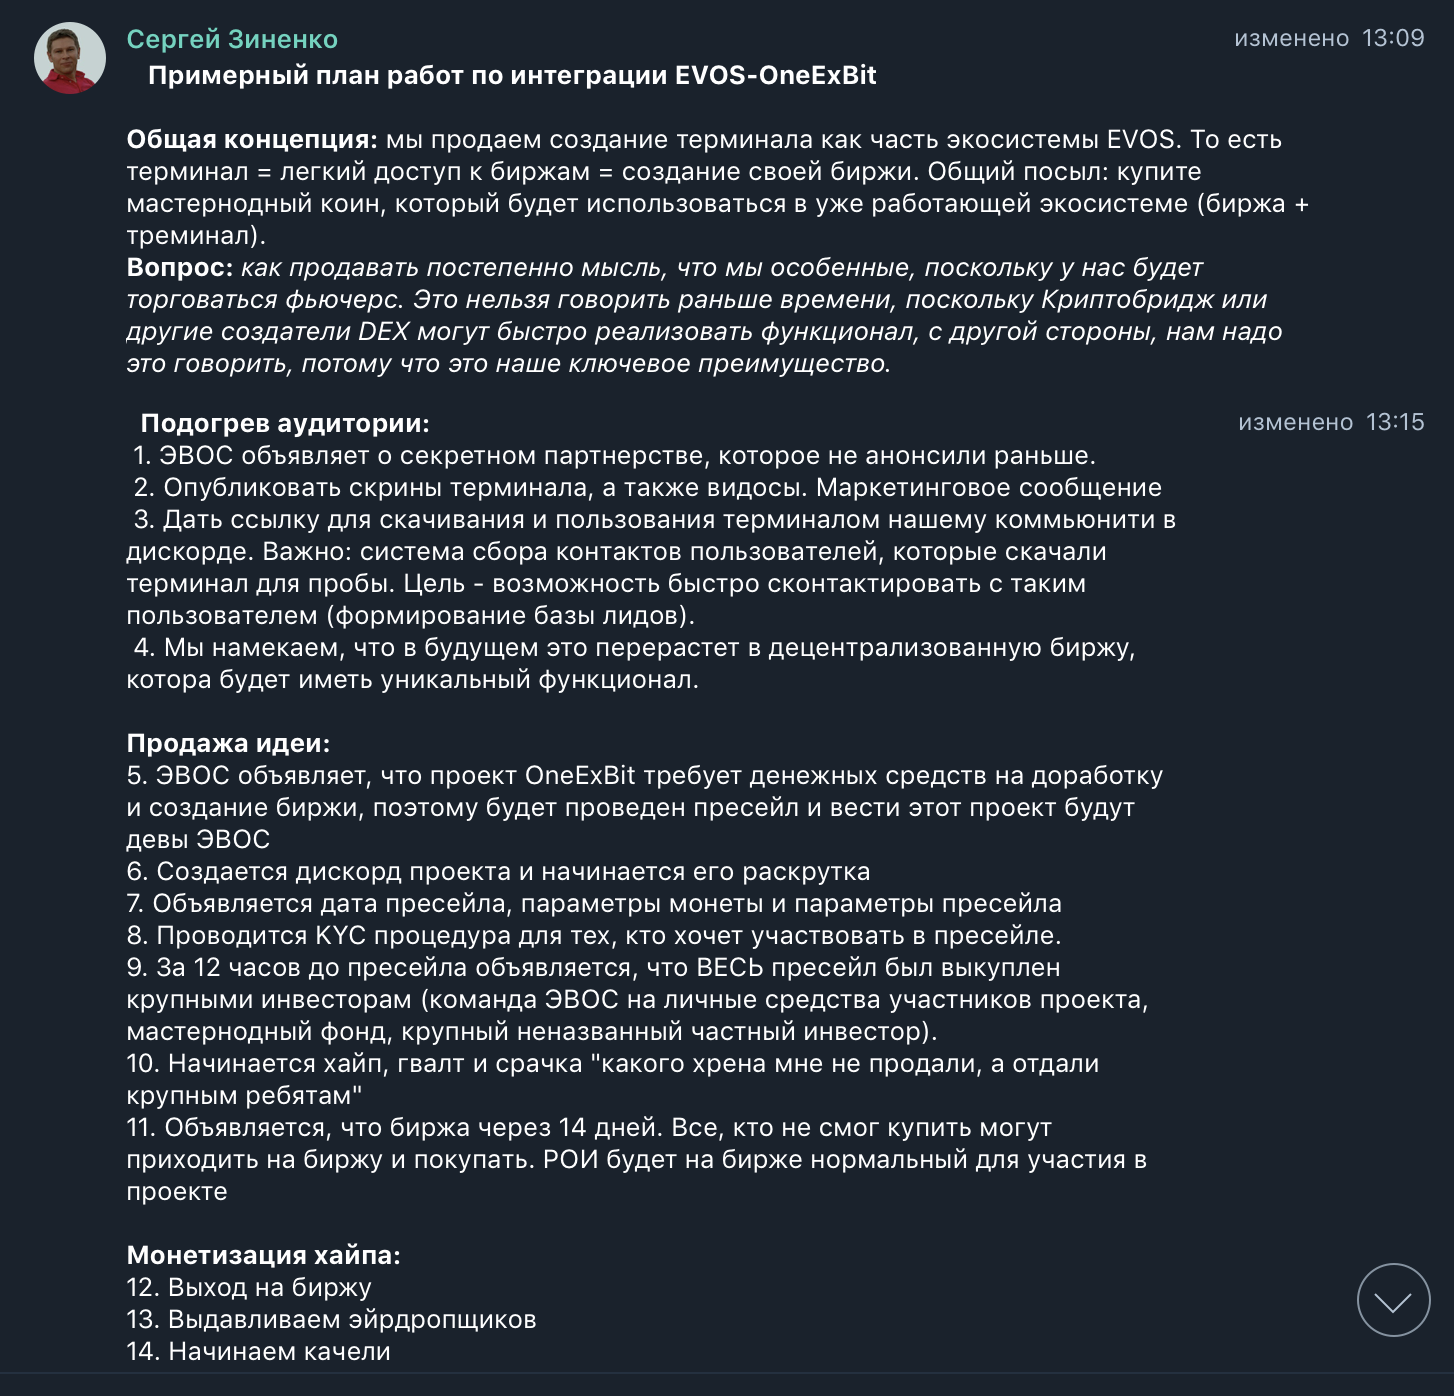 Сергей Зиненко
изменено 13:09
Примерный план работ по интеграции EVOS-OneExBit
Общая концепция: мы продаем создание терминала как часть экосистемы EVOS. То есть
терминал = легкий доступ к биржам = создание своей биржи. Общий посыл: купите
мастернодный коин, который будет использоваться в уже работающей экосистеме (биржа +
треминал).
Вопрос: как продавать постепенно мысль, что мы особенные, поскольку у нас будет
торговаться фьючерс. Это нельзя говорить раньше времени, поскольку Криптобридж или
другие создатели DEX могут быстро реализовать функционал, с другой стороны, нам надо
это говорить, потому что это наше ключевое преимущество.
Подогрев аудитории:
изменено 13:15
1. ЭВОС объявляет о секретном партнерстве, которое не анонсили раньше.
2. Опубликовать скрины терминала, а также видосы. Маркетинговое сообщение
3. Дать ссылку для скачивания и пользования терминалом нашему коммьюнити в
дискорде. Важно: система сбора контактов пользователей, которые скачали
терминал для пробы. Цель - возможность быстро сконтактировать с таким
пользователем (формирование базы лидов).
4. Мы намекаем, что в будущем это перерастет в децентрализованную биржу,
котора будет иметь уникальный функционал.
Продажа идеи:
5. ЭВОС объявляет, что проект OneExBit требует денежных средств на доработку
и создание биржи, поэтому будет проведен пресейл и вести этот проект будут
девы ЭВОС
6. Создается дискорд проекта и начинается его раскрутка
7. Объявляется дата пресейла, параметры монеты и параметры пресейла
8. Проводится KYC процедура для тех, кто хочет участвовать в пресейле.
9. За 12 часов до пресейла объявляется, что ВЕСЬ пресейл был выкуплен
крупными инвесторам (команда ЭВОС на личные средства участников проекта,
мастернодный фонд, крупный неназванный частный инвестор).
10. Начинается хайп, гвалт и срачка "какого хрена мне не продали, а отдали
крупным ребятам"
11. Объявляется, что биржа через 14 дней. Все, кто не смог купить могут
приходить на биржу и покупать. РОИ будет на бирже нормальный для участия в
проекте
Монетизация хайпа:
12. Выход на биржу
13. Выдавливаем эйрдропщиков
14. Начинаем качели